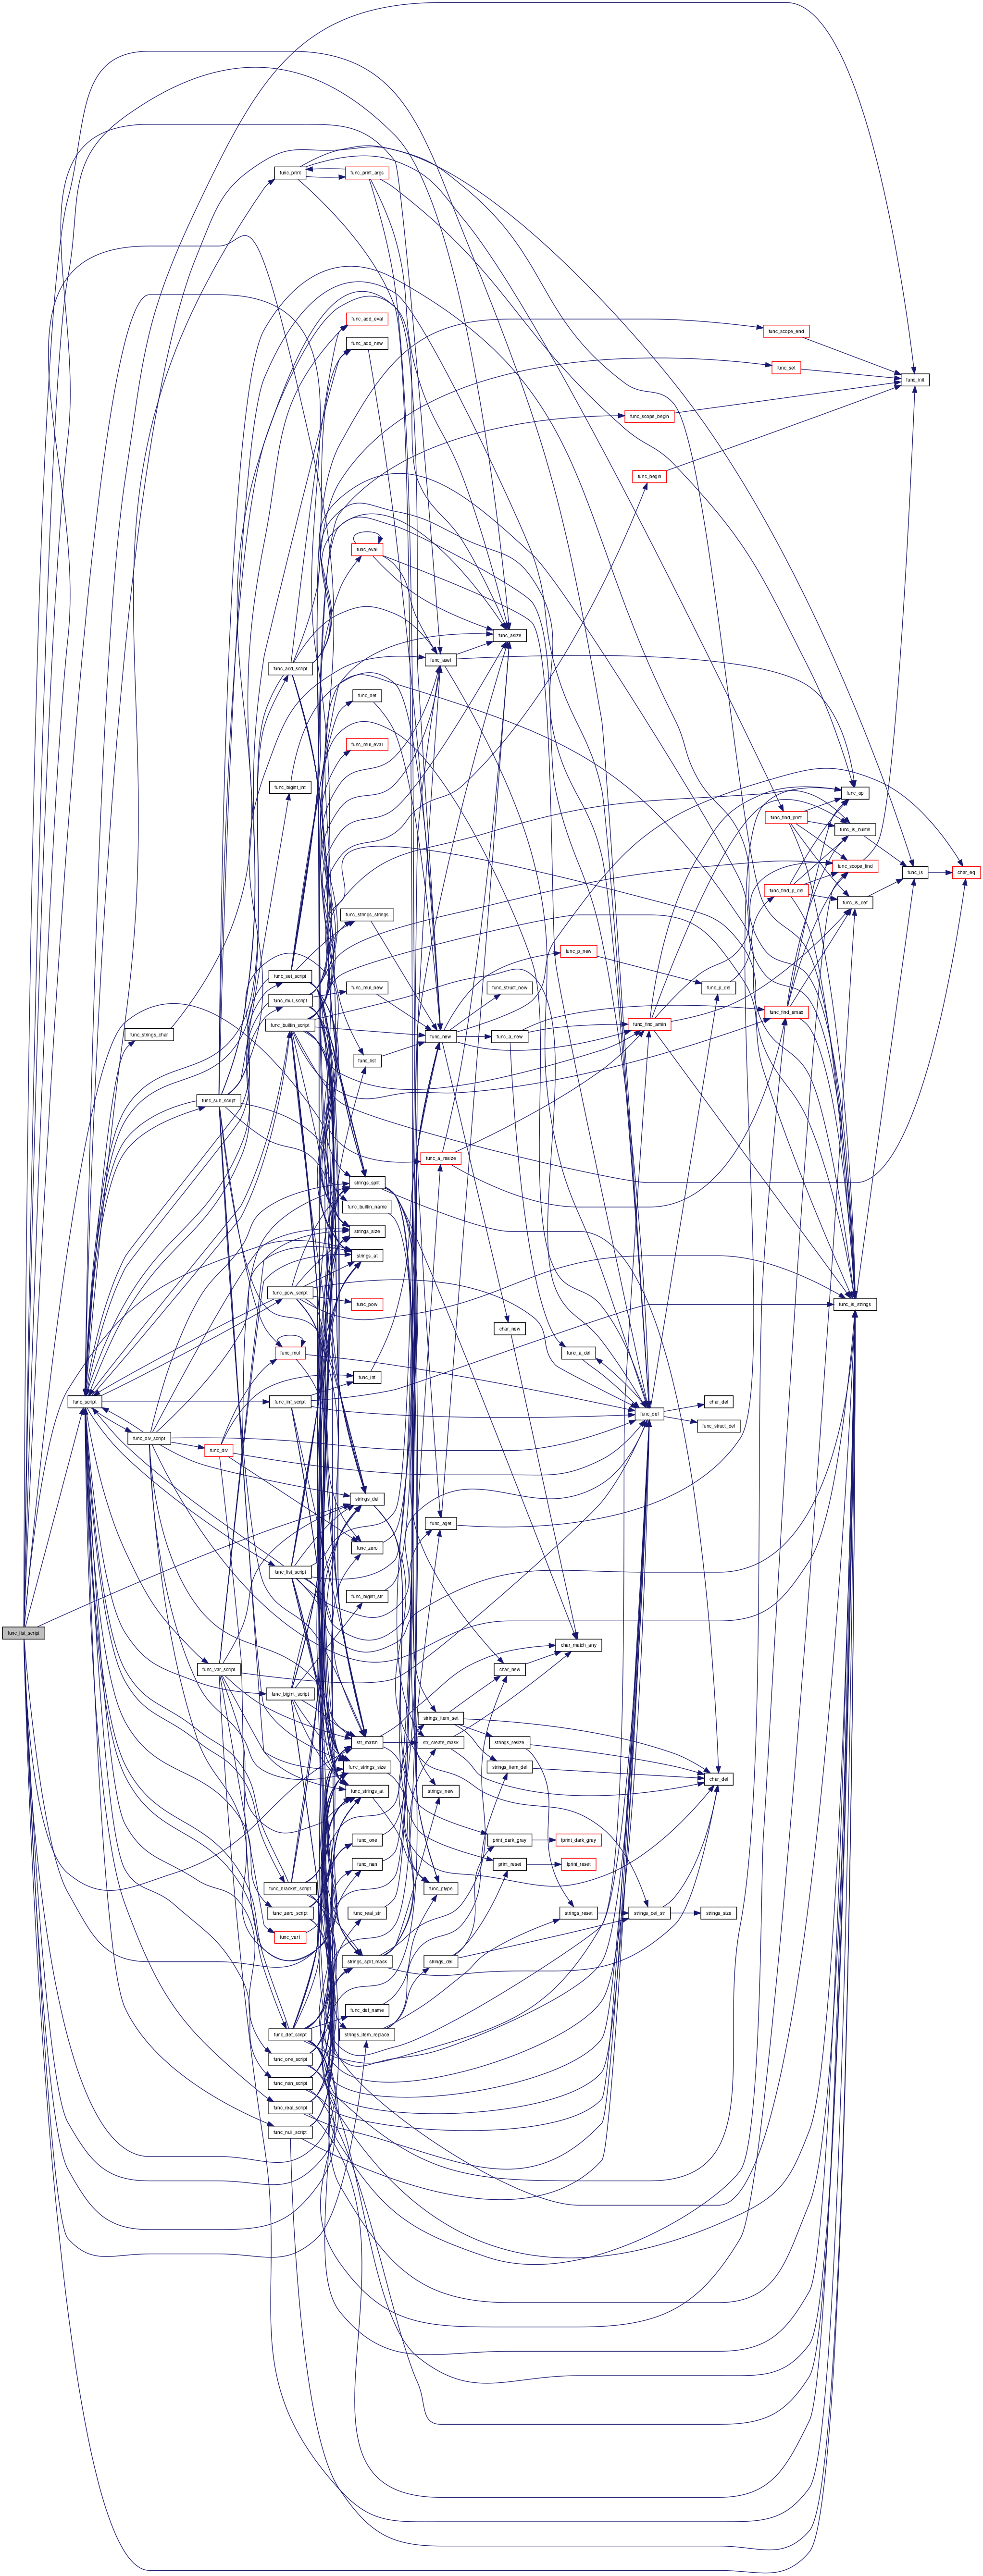 func_print
func_print_args
func_add_eval
func_scope_end
func_add_new
func_set
func_init
func_scope_begin
func_begin
func_eval
func_asize
func_aset
func_add_script
func_def
func_mul_eval
func_bigint_int
func_op
func_find_print
func_is_builtin
func_scope_find
func_is
char_eq
func_find_p_del
func_is_def
func_strings_strings
func_p_new
func_set_script
func_mul_new
func_struct_new
func_p_del
func_mul_script
func_find_amax
func_builtin_script
func_find_amin
func_strings_char
func_new
func_a_new
func_list
func_sub_script
func_a_resize
strings_split
func_builtin_name
strings_size
strings_at
func_pow_script
func_pow
func_is_strings
char_new
func_mul
func_a_del
func_int
func_script
func_int_script
char_del
func_del
func_struct_del
func_div_script
func_div
strings_del
func_aget
func_zero
func_list_script
func_bigint_str
func_list_script
char_match_any
func_var_script
char_new
func_bigint_script
strings_item_set
str_match
str_create_mask
strings_resize
func_strings_size
strings_item_del
char_del
func_strings_at
strings_new
func_one
print_dark_gray
fprint_dark_gray
func_nan
print_reset
fprint_reset
func_bracket_script
func_ptype
func_zero_script
func_real_str
strings_reset
strings_del_str
strings_size
func_var1
strings_split_mask
strings_del
func_def_name
func_def_script
strings_item_replace
func_one_script
func_nan_script
func_real_script
func_null_script